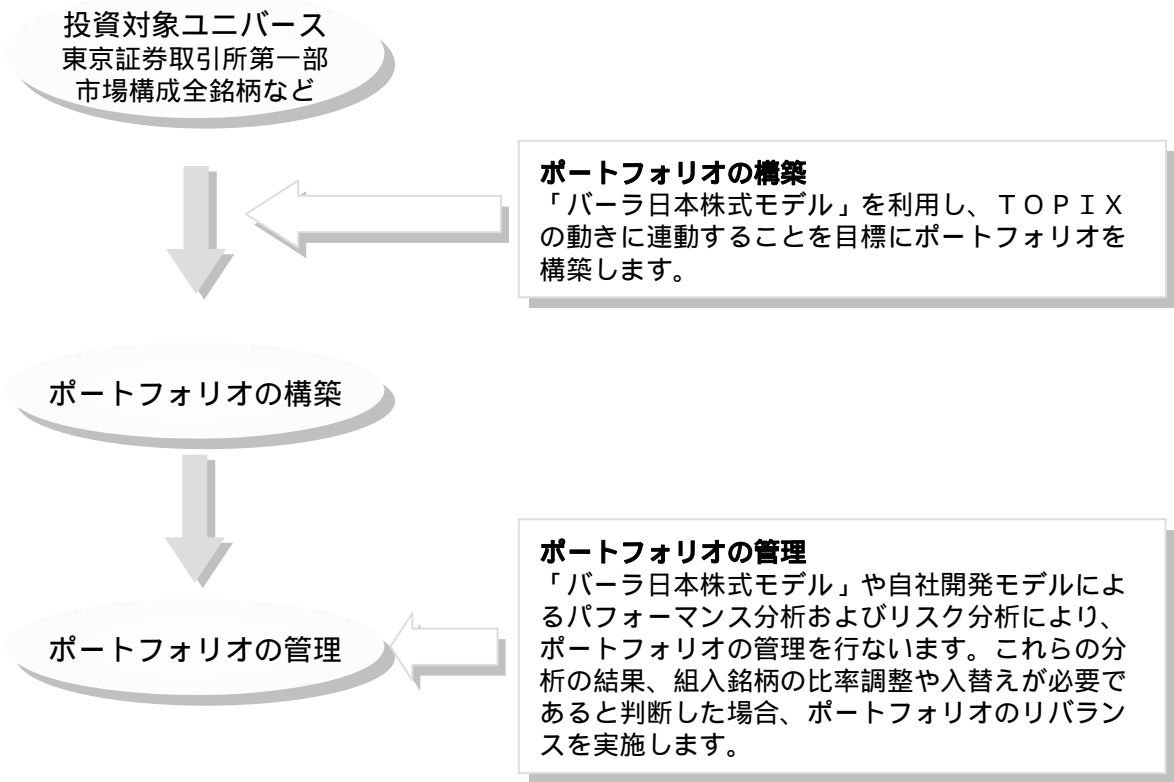 投資対象ユニバース
東京証券取引所第一部
市場構成全銘柄など
ポートフォリオの構築
「バーラ日本株式モデル」を利用し、ＴＯＰＩＸ
の動きに連動することを目標にポートフォリオを
構築します。
ポートフォリオの構築
ポートフォリオの管理
「バーラ日本株式モデル」や自社開発モデルによ
るパフォーマンス分析およびリスク分析により、
ポートフォリオの管理を行ないます。これらの分
析の結果、組入銘柄の比率調整や入替えが必要で
あると判断した場合、ポートフォリオのリバラン
スを実施します。
ポートフォリオの管理